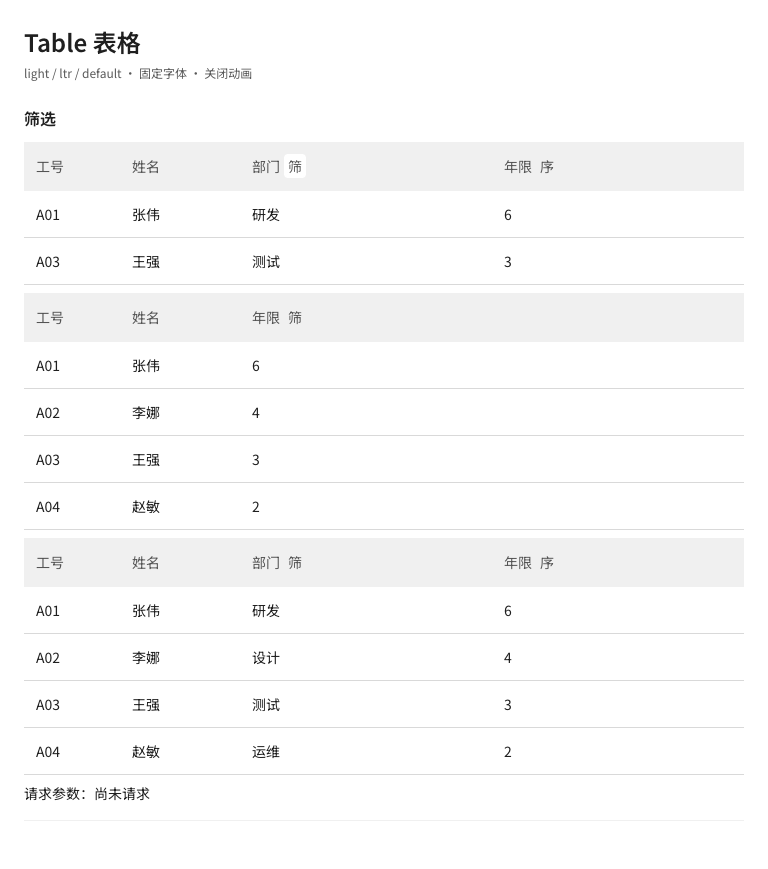 Table 表格
light / ltr / default ・ 固定字体 ・ 关闭动画
筛选
工号 姓名 部门 筛 年限 序
A01 张伟 研发 6
A03 王强 测试 3
工号 姓名 年限 筛
A01 张伟 6
A02 李娜 4
A03 王强 3
A04 赵敏 2
工号 姓名 部门 筛 年限 序
A01 张伟 研发 6
A02 李娜 设计 4
A03 王强 测试 3
A04 赵敏 运维 2
请求参数：尚未请求